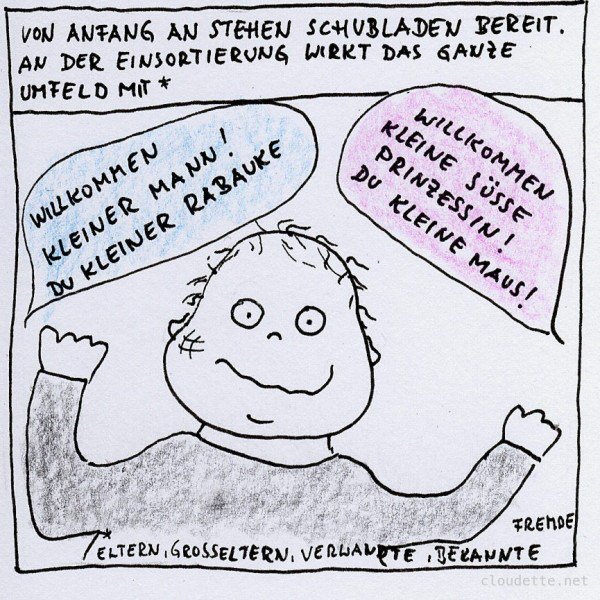 VON ANFANG AN STEHEN SCHUBLADEN BEREIT.
AN DER EINSORTIERUNG WIRKT DAS GANZE
UMFELD MIT *
WILLKOMMEN
KLEINER MANN!
DU KLEINER RABAUKE
WILLKOMMEN
KLEINE SÜSSE
PRINZESSIN!
DU KLEINE MAUS!
FREMDE
* ELTERN, GROSSELTERN, VERWANDTE, BEKANNTE
cloudette.net